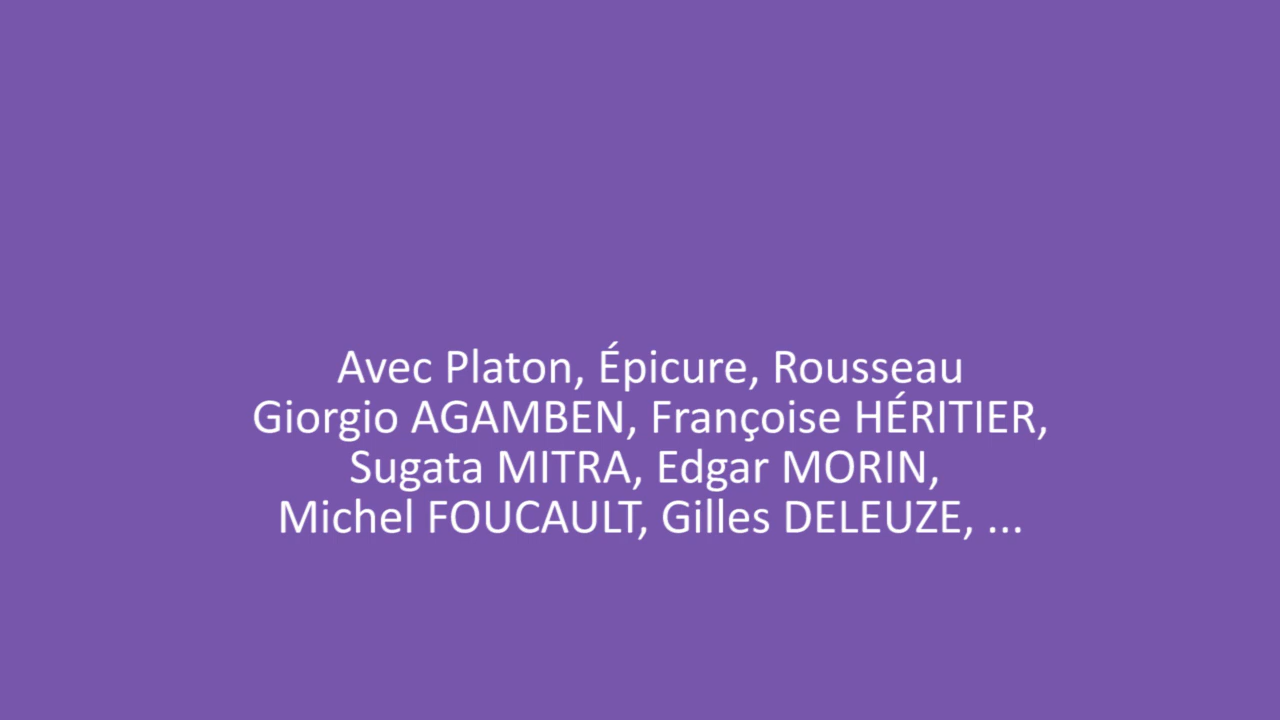 Avec Platon, Épicure, Rousseau
Giorgio AGAMBEN, Françoise HÉRITIER,
Sugata MITRA, Edgar MORIN,
Michel FOUCAULT, Gilles DELEUZE, ...